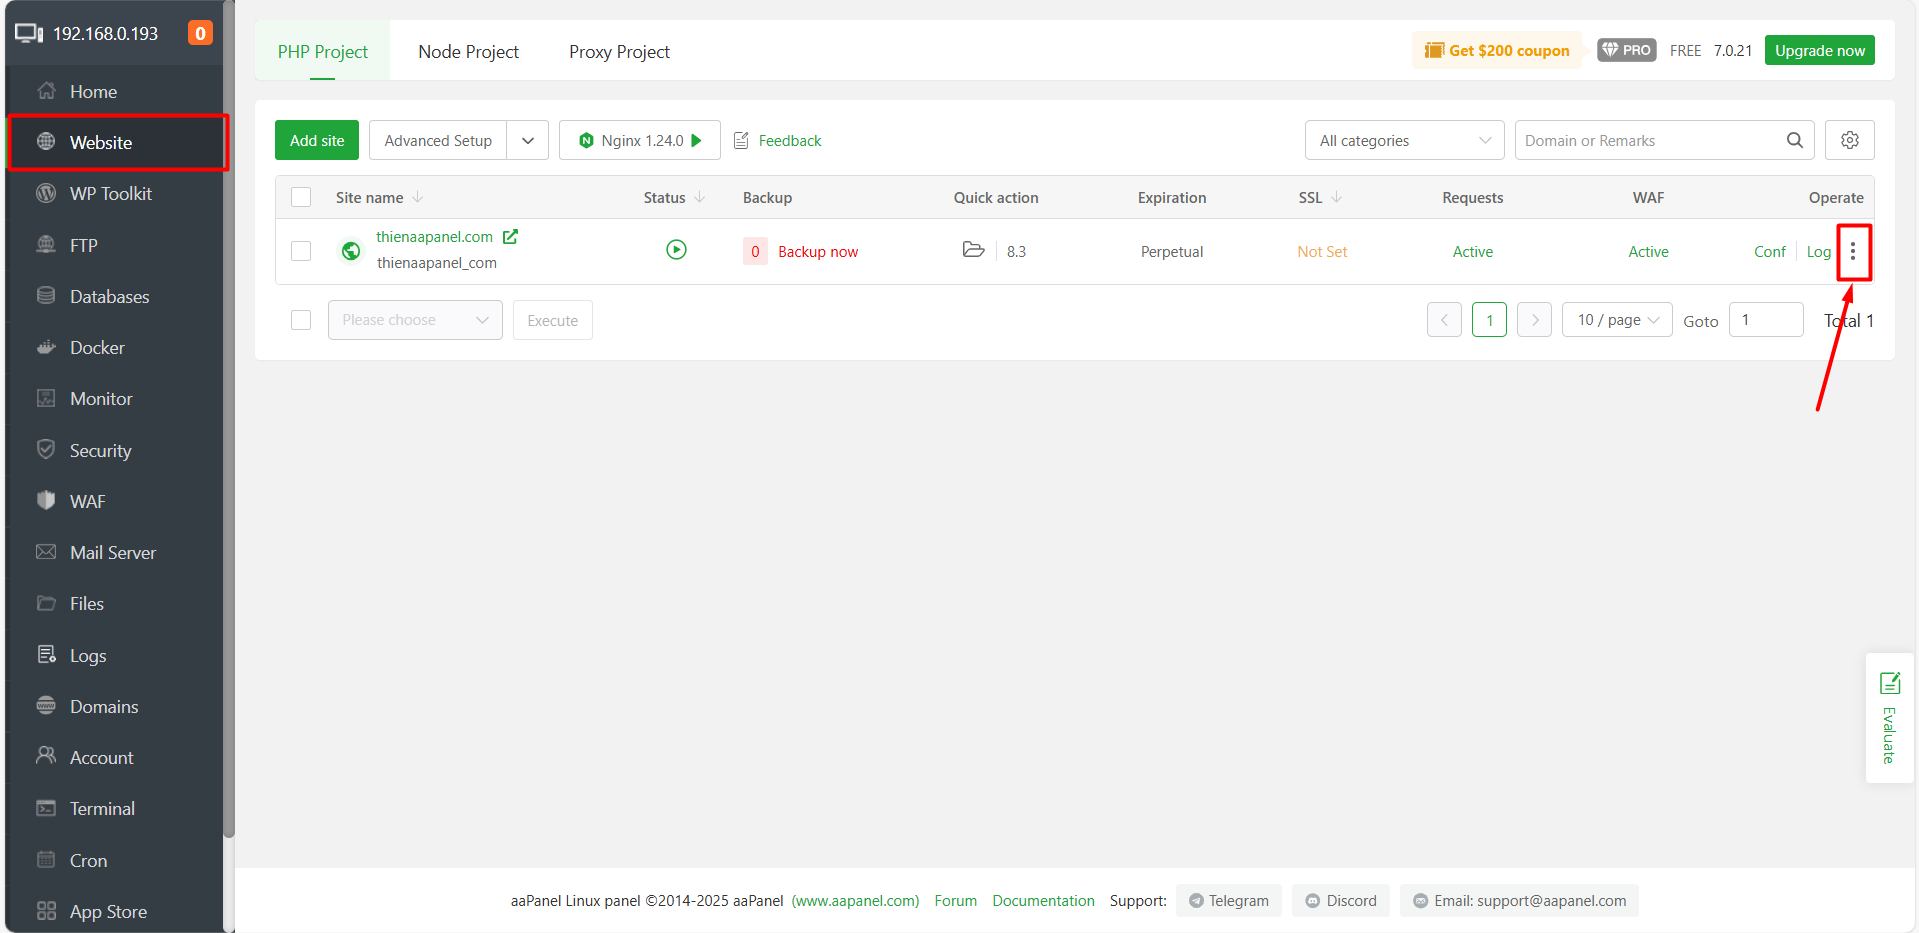 192.168.0.193 0
Home
Website
WP Toolkit
FTP
Databases
Docker
Monitor
Security
WAF
Mail Server
Files
Logs
Domains
Account
Terminal
Cron
App Store
PHP Project Node Project Proxy Project
Get $200 coupon PRO FREE 7.0.21 Upgrade now
Add site Advanced Setup Nginx 1.24.0 Feedback All categories Domain or Remarks
Site name Status Backup Quick action Expiration SSL Requests WAF Operate
thienaapanel.com
thienaapanel_com
0 Backup now 8.3 Perpetual Not Set Active Active Conf Log
Please choose Execute 1 10 / page Goto 1 Total 1
Evaluate
aaPanel Linux panel ©2014-2025 aaPanel (www.aapanel.com) Forum Documentation Support: Telegram Discord Email: support@aapanel.com